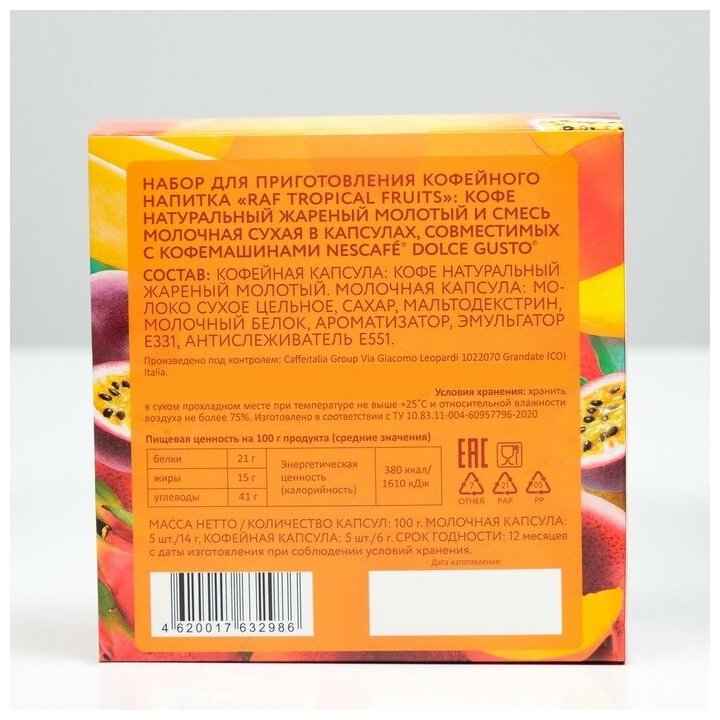 НАБОР ДЛЯ ПРИГОТОВЛЕНИЯ КОФЕЙНОГО
НАПИТКА «RAF TROPICAL FRUITS»: КОФЕ
НАТУРАЛЬНЫЙ ЖАРЕНЫЙ МОЛОТЫЙ И СМЕСЬ
МОЛОЧНАЯ СУХАЯ В КАПСУЛАХ, СОВМЕСТИМЫХ
С КОФЕМАШИНАМИ NESCAFÉ® DOLCE GUSTO®
СОСТАВ: КОФЕЙНАЯ КАПСУЛА: КОФЕ НАТУРАЛЬНЫЙ
ЖАРЕНЫЙ МОЛОТЫЙ. МОЛОЧНАЯ КАПСУЛА: МО-
ЛОКО СУХОЕ ЦЕЛЬНОЕ, САХАР, МАЛЬТОДЕКСТРИН,
МОЛОЧНЫЙ БЕЛОК, АРОМАТИЗАТОР, ЭМУЛЬГАТОР
Е331, АНТИСЛЕЖИВАТЕЛЬ Е551.
Произведено под контролем: Caffeitalia Group Via Giacomo Leopardi 1022070 Grandate (CO)
Italia.
Условия хранения: хранить
в сухом прохладном месте при температуре не выше +25˚С и относительной влажности
воздуха не более 75%. Изготовлено в соответствии с ТУ 10.83.11-004-60957796-2020
Пищевая ценность на 100 г продукта (средние значения)
белки 21 г
жиры 15 г
углеводы 41 г
Энергетическая
ценность
(калорийность)
380 ккал/
1610 кДж
ЕАС
7 21 05
OTHER PAP PP
МАССА НЕТТО / КОЛИЧЕСТВО КАПСУЛ: 100 г. МОЛОЧНАЯ КАПСУЛА:
5 шт./14 г, КОФЕЙНАЯ КАПСУЛА: 5 шт./6 г. СРОК ГОДНОСТИ: 12 месяцев
с даты изготовления при соблюдении условий хранения.
Дата изготовления:
4 620017 632986